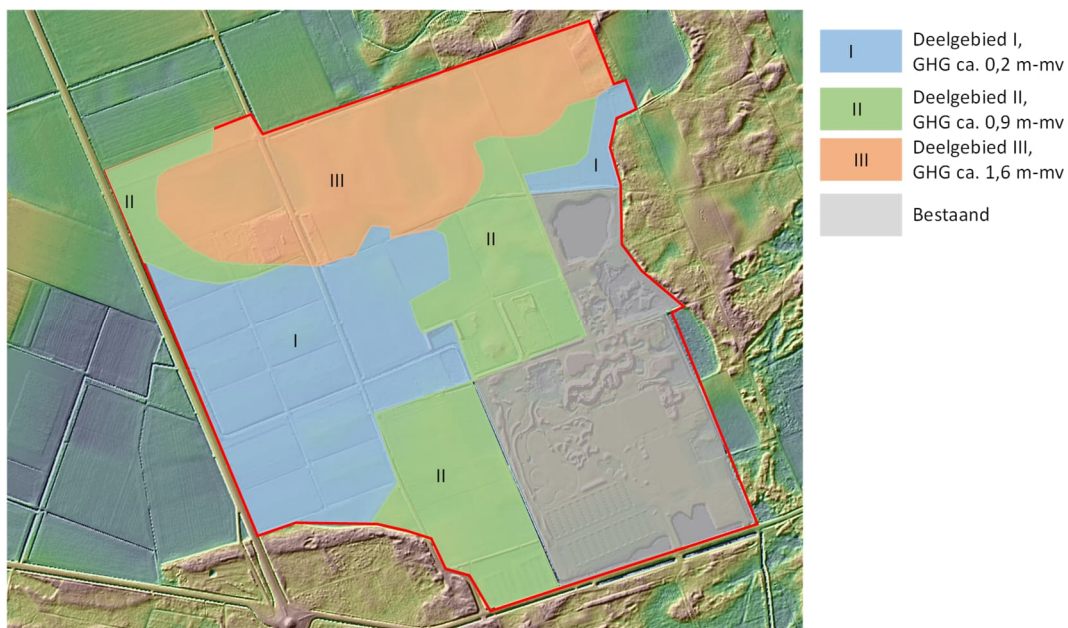 I
Deelgebied I,
GHG ca. 0,2 m-mv
II
Deelgebied II,
GHG ca. 0,9 m-mv
III
Deelgebied III,
GHG ca. 1,6 m-mv
Bestaand
I
III
II
II
I
II